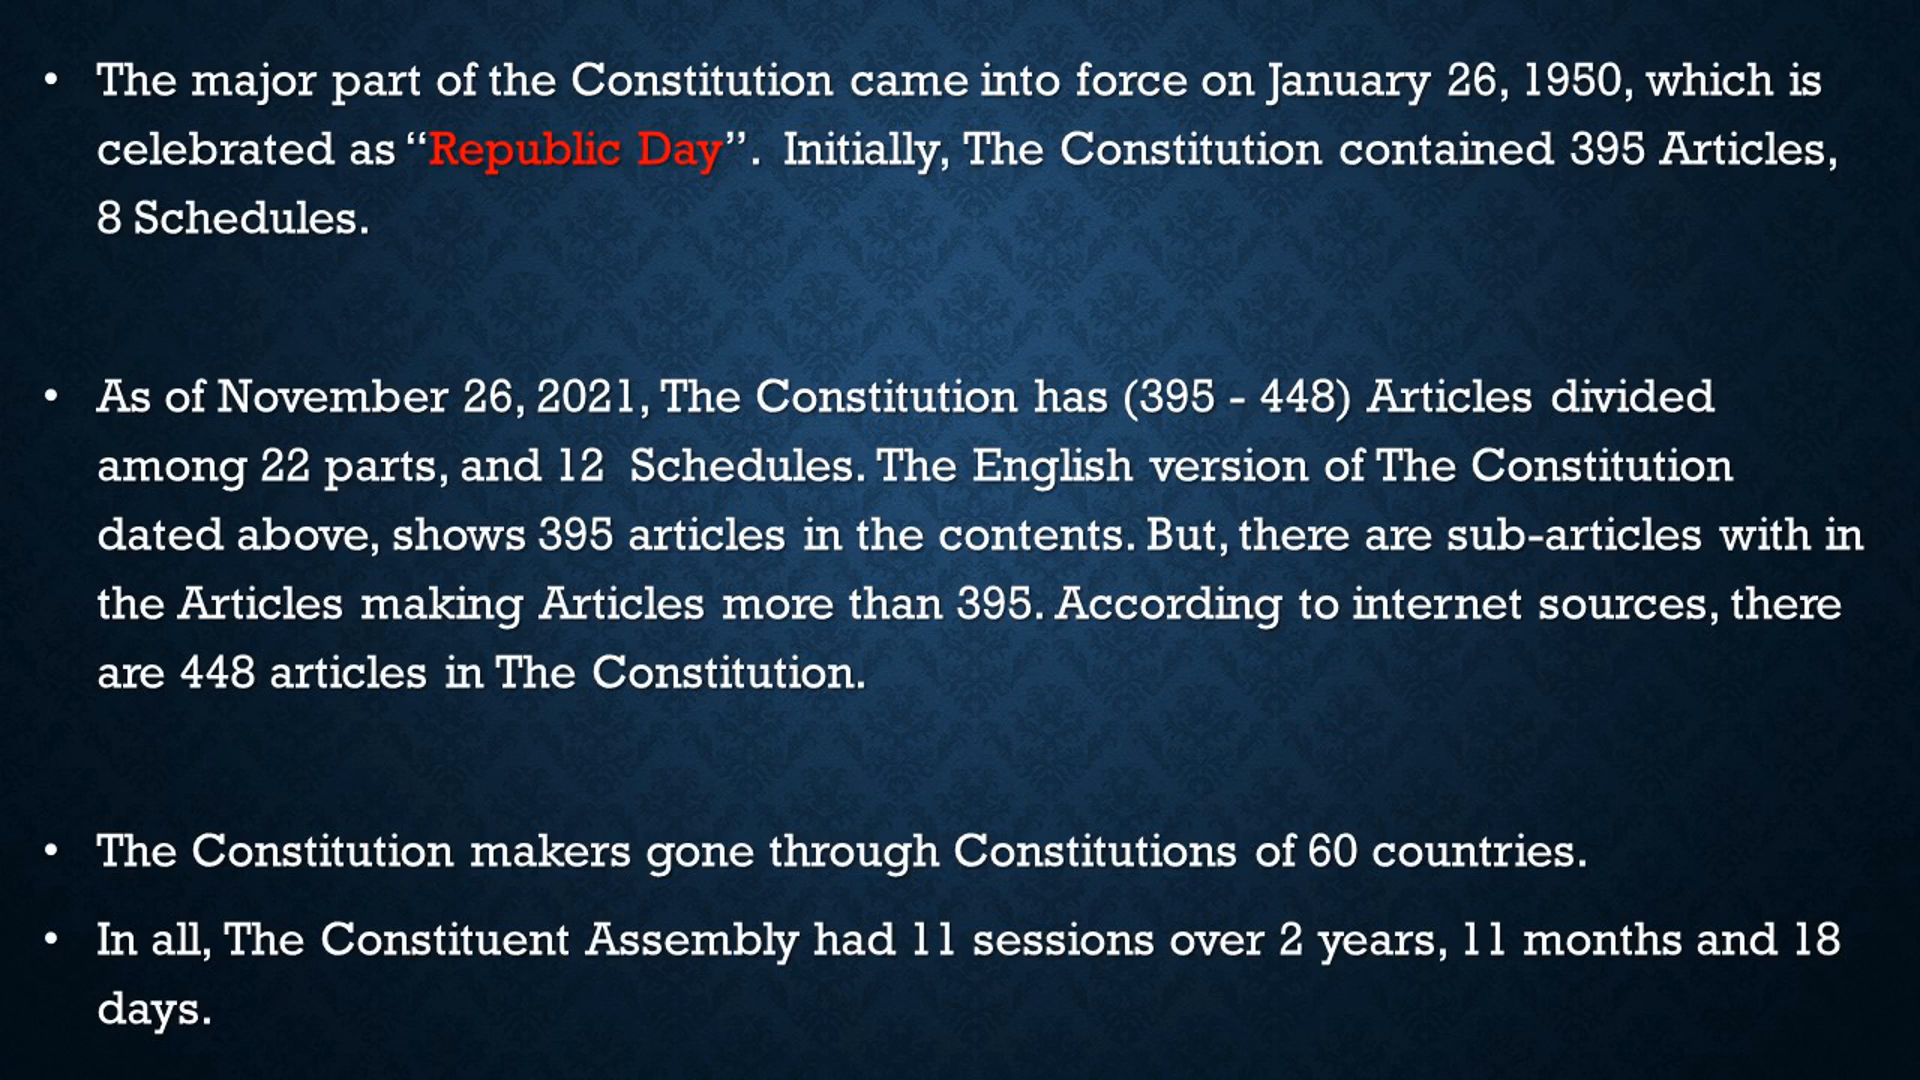 • The major part of the Constitution came into force on January 26, 1950, which is
celebrated as “Republic Day”. Initially, The Constitution contained 395 Articles,
8 Schedules.
• As of November 26, 2021, The Constitution has (395 - 448) Articles divided
among 22 parts, and 12 Schedules. The English version of The Constitution
dated above, shows 395 articles in the contents. But, there are sub-articles with in
the Articles making Articles more than 395. According to internet sources, there
are 448 articles in The Constitution.
• The Constitution makers gone through Constitutions of 60 countries.
• In all, The Constituent Assembly had 11 sessions over 2 years, 11 months and 18
days.